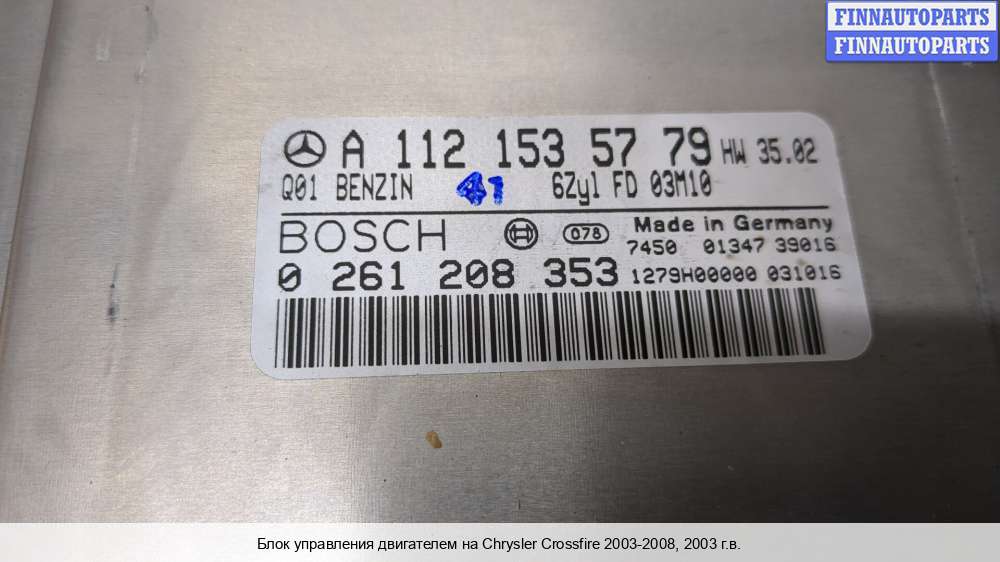 FINNAUTOPARTS
FINNAUTOPARTS
A 112 153 57 79 HW 35.02
Q01 BENZIN 41 6Zyl FD 03M10
BOSCH 078 Made in Germany
7450 01347 39016
0 261 208 353 1279H00000 031016
Блок управления двигателем на Chrysler Crossfire 2003-2008, 2003 г.в.